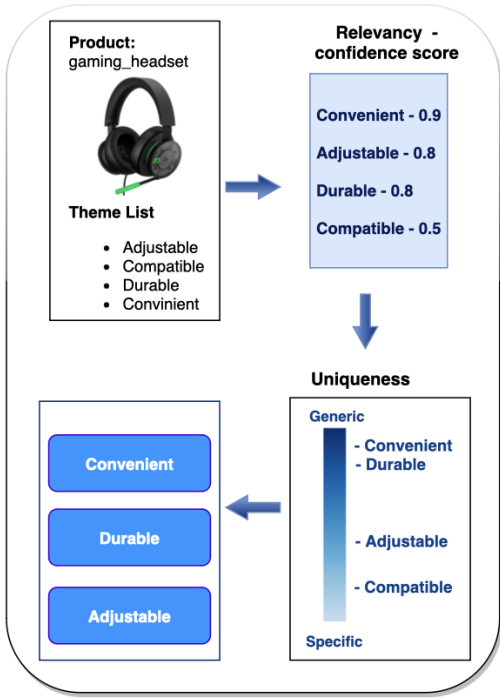 Product:
gaming_headset
Theme List
• Adjustable
• Compatible
• Durable
• Convinient
Relevancy -
confidence score
Convenient - 0.9
Adjustable - 0.8
Durable - 0.8
Compatible - 0.5
Uniqueness
Generic
- Convenient
- Durable
- Adjustable
- Compatible
Specific
Convenient
Durable
Adjustable